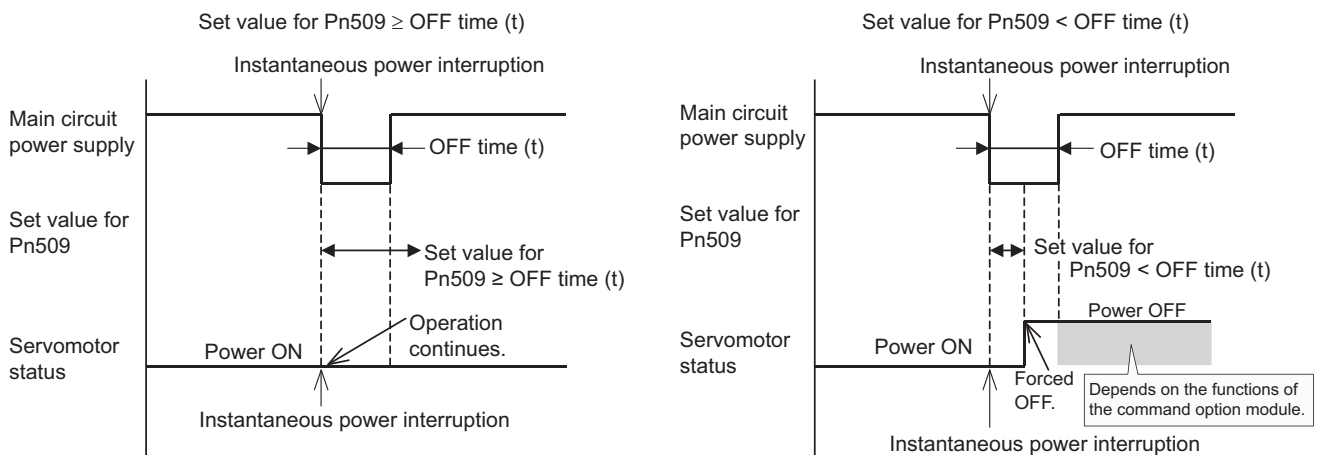 Set value for Pn509 ≥ OFF time (t)
Instantaneous power interruption
Main circuit
power supply
OFF time (t)
Set value for
Pn509
Set value for
Pn509 ≥ OFF time (t)
Operation
continues.
Power ON
Servomotor
status
Instantaneous power interruption
Set value for Pn509 < OFF time (t)
Instantaneous power interruption
Main circuit
power supply
OFF time (t)
Set value for
Pn509
Set value for
Pn509 < OFF time (t)
Power OFF
Power ON
Servomotor
status
Forced
OFF.
Depends on the functions of
the command option module.
Instantaneous power interruption